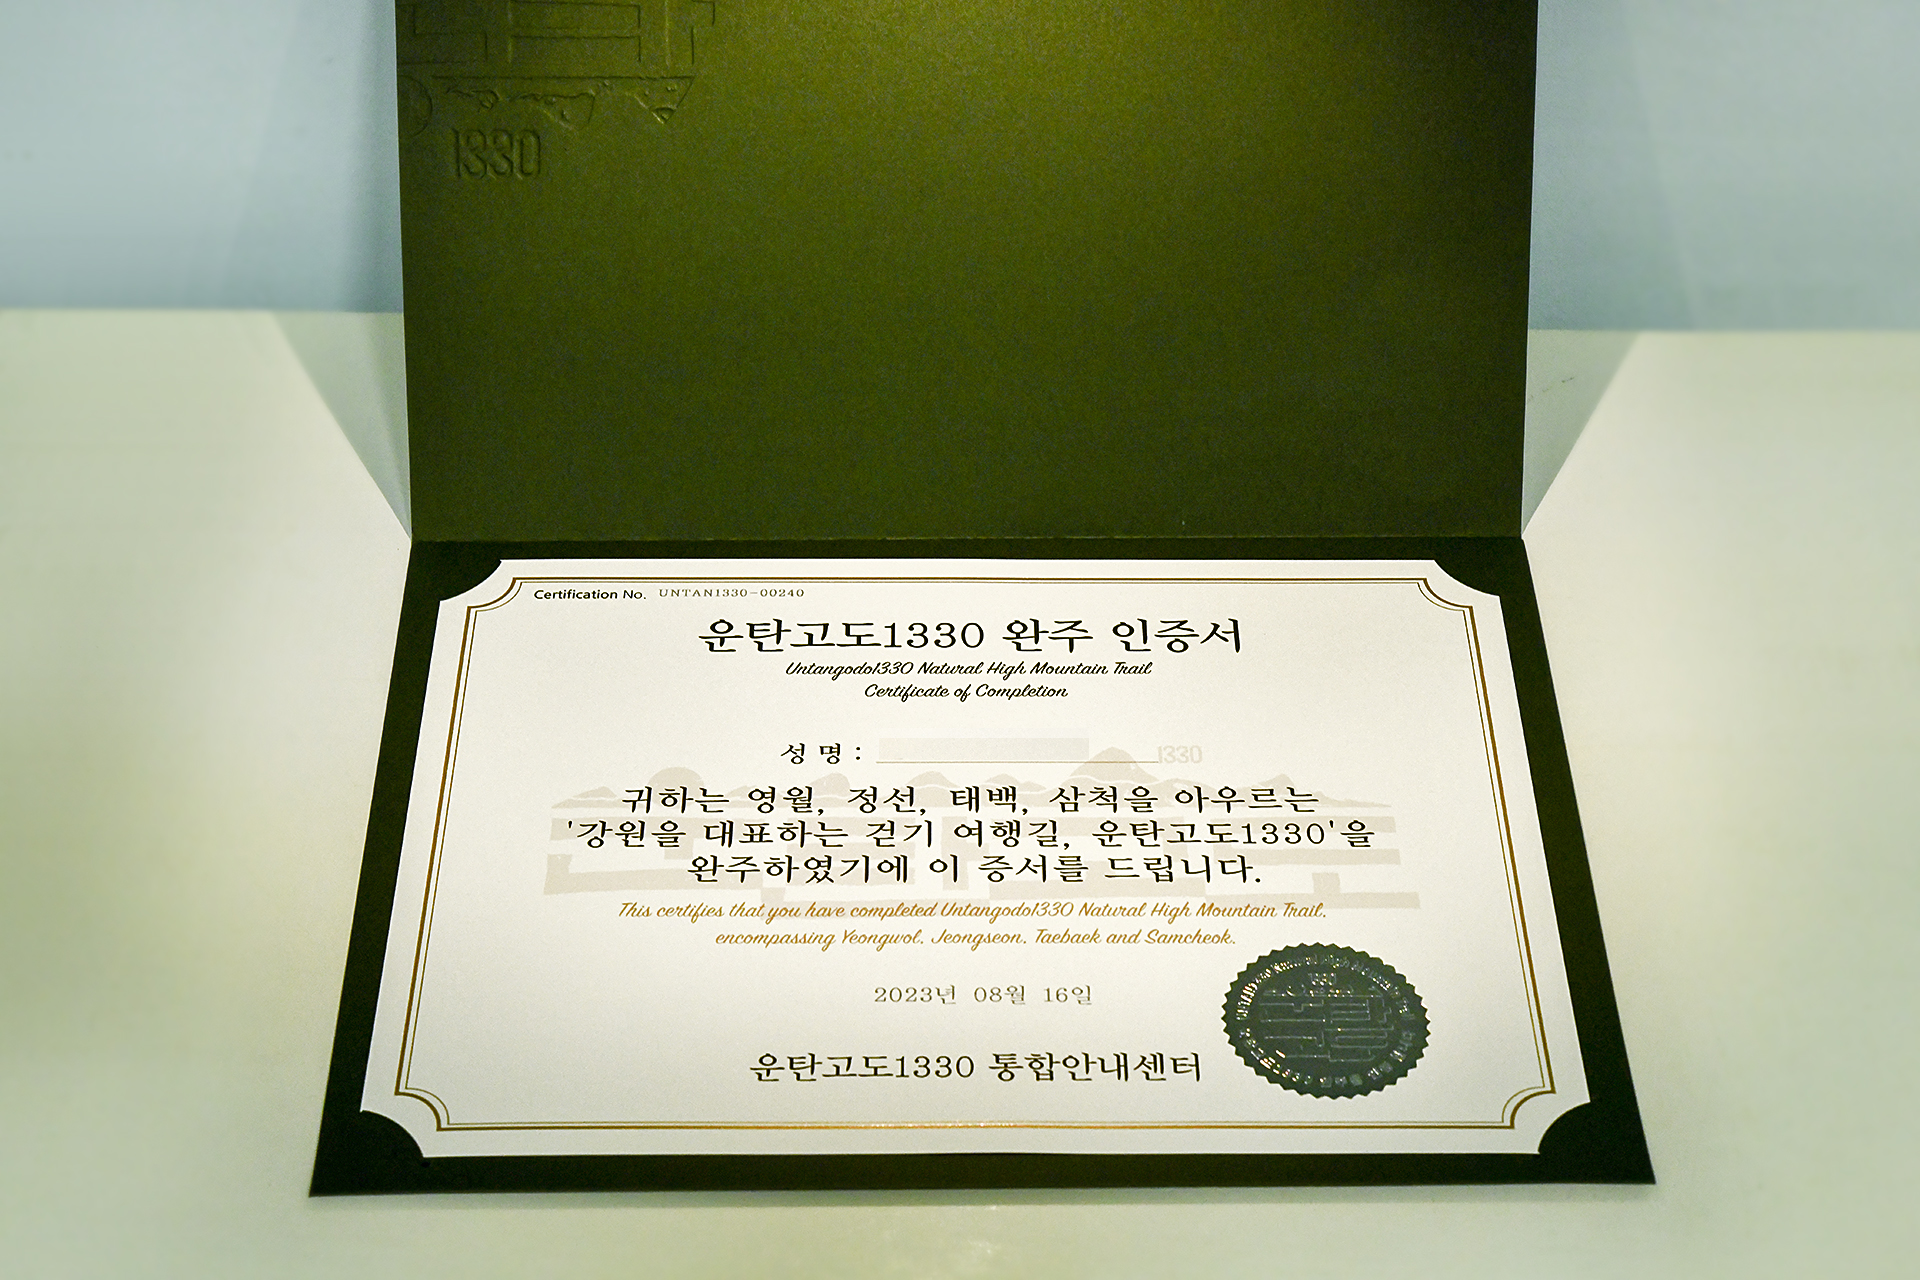 1330
Certification No. UNTAN1330-00240
운탄고도1330 완주 인증서
Untangodo1330 Natural High Mountain Trail
Certificate of Completion
성 명 :
1330
귀하는 영월, 정선, 태백, 삼척을 아우르는
'강원을 대표하는 걷기 여행길, 운탄고도1330'을
완주하였기에 이 증서를 드립니다.
This certifies that you have completed Untangodo1330 Natural High Mountain Trail,
encompassing Yeongwol, Jeongseon, Taebaek and Samcheok.
2023년 08월 16일
운탄고도1330 통합안내센터
1330